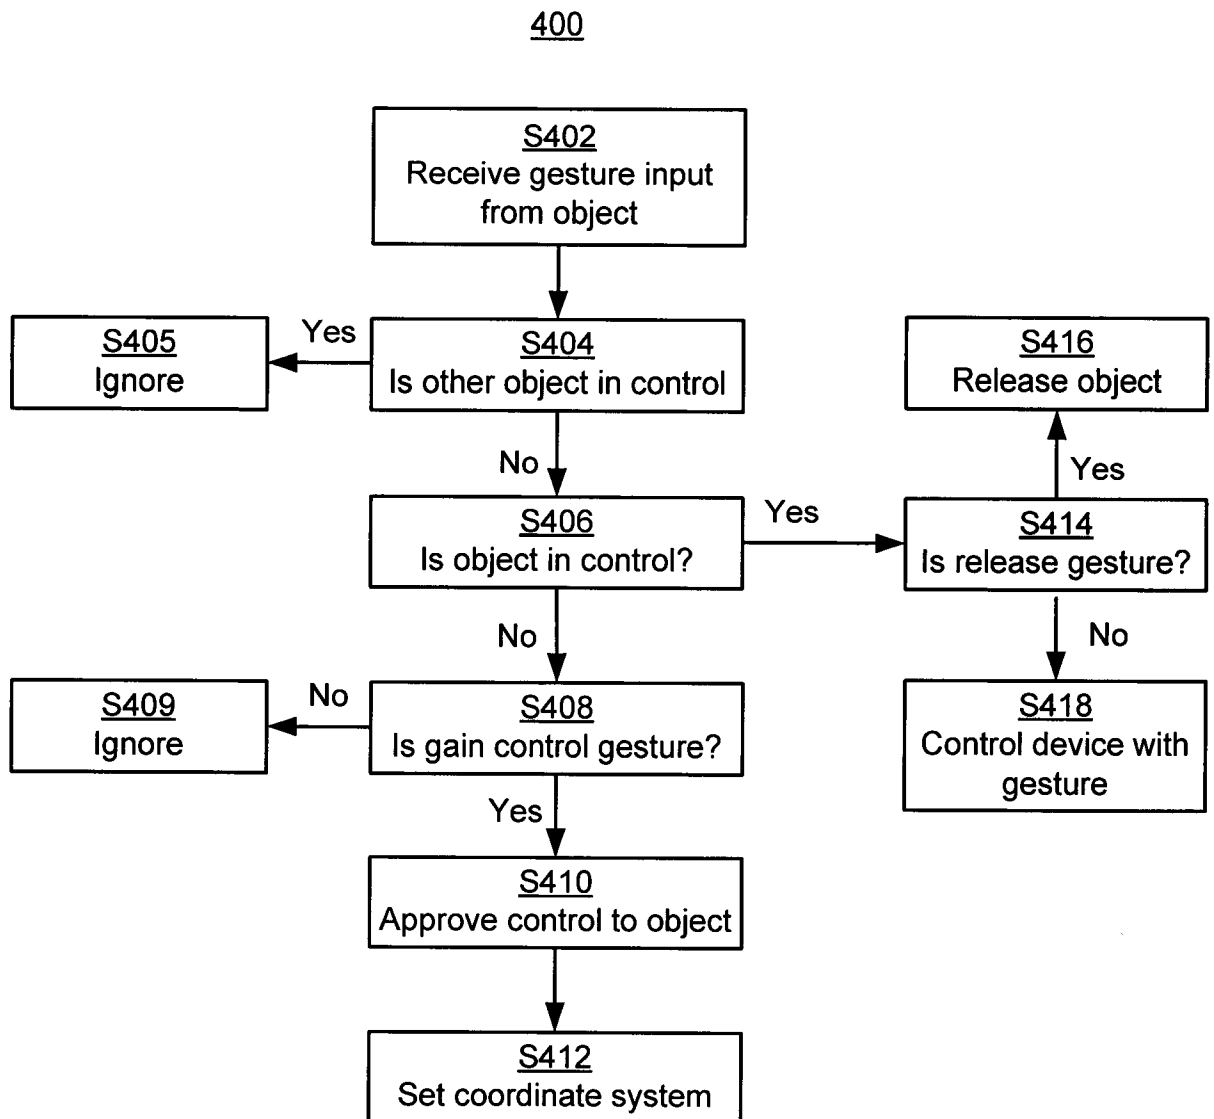 400
S402
Receive gesture input
from object
Yes
S405
Ignore
S404
Is other object in control
S416
Release object
No
Yes
S406
Is object in control?
Yes
S414
Is release gesture?
No
No
S409
Ignore
No
S408
Is gain control gesture?
S418
Control device with
gesture
Yes
S410
Approve control to object
S412
Set coordinate system